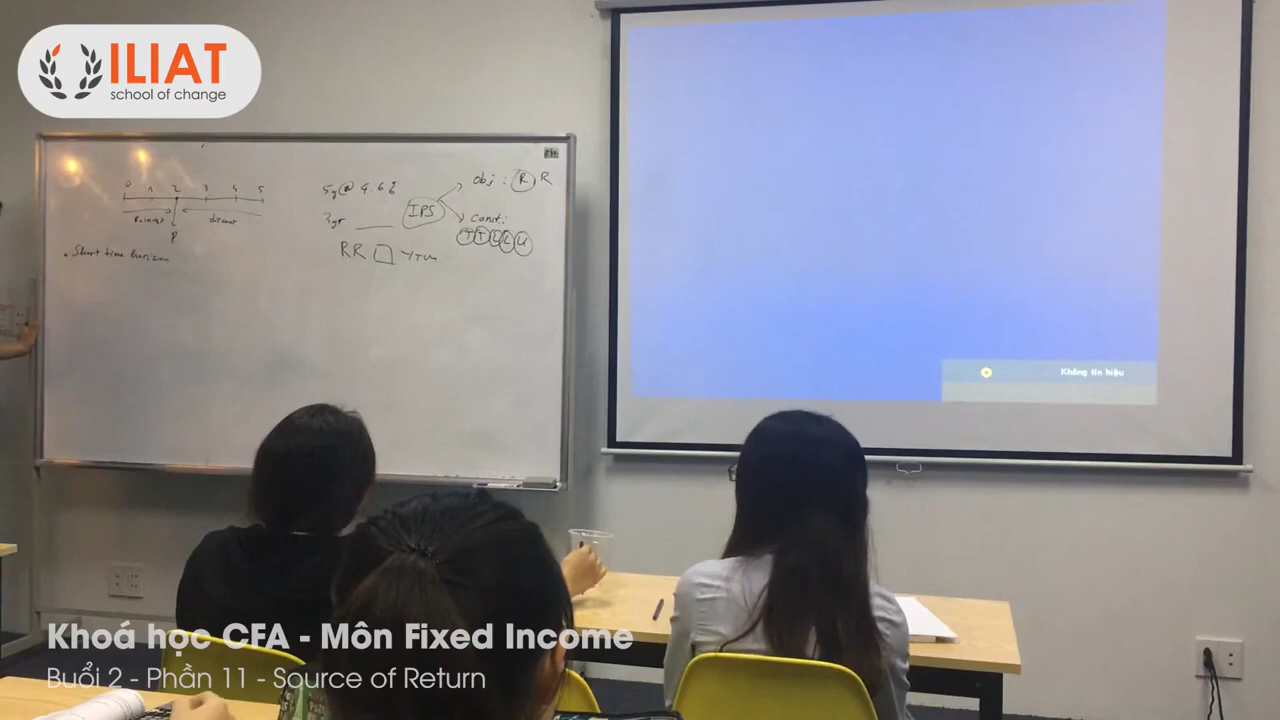 ILIAT
school of change
0 1 2 3 4 5
Reinvest discount
P
• Short time horizon
5y@ 9.6%
3yr
RR YTM
IPS
obj : R R
const:
T T L L U
Không tín hiệu
Khoá học CFA - Môn Fixed Income
Buổi 2 - Phần 11 - Source of Return